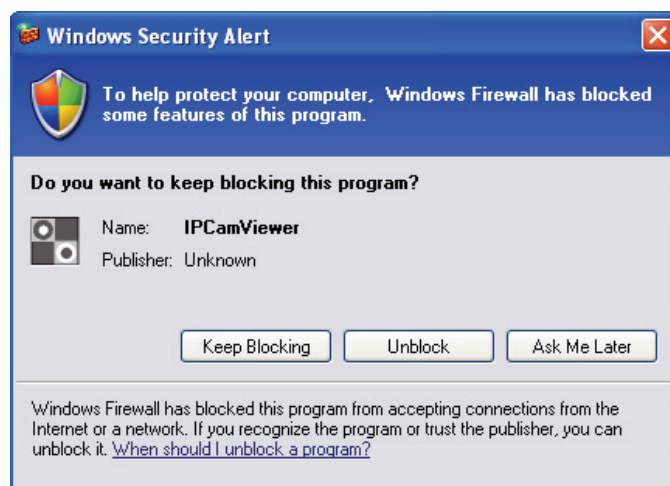 Windows Security Alert
To help protect your computer, Windows Firewall has blocked
some features of this program.
Do you want to keep blocking this program?
Name: IPCamViewer
Publisher: Unknown
Keep Blocking Unblock Ask Me Later
Windows Firewall has blocked this program from accepting connections from the
Internet or a network. If you recognize the program or trust the publisher, you can
unblock it. When should I unblock a program?